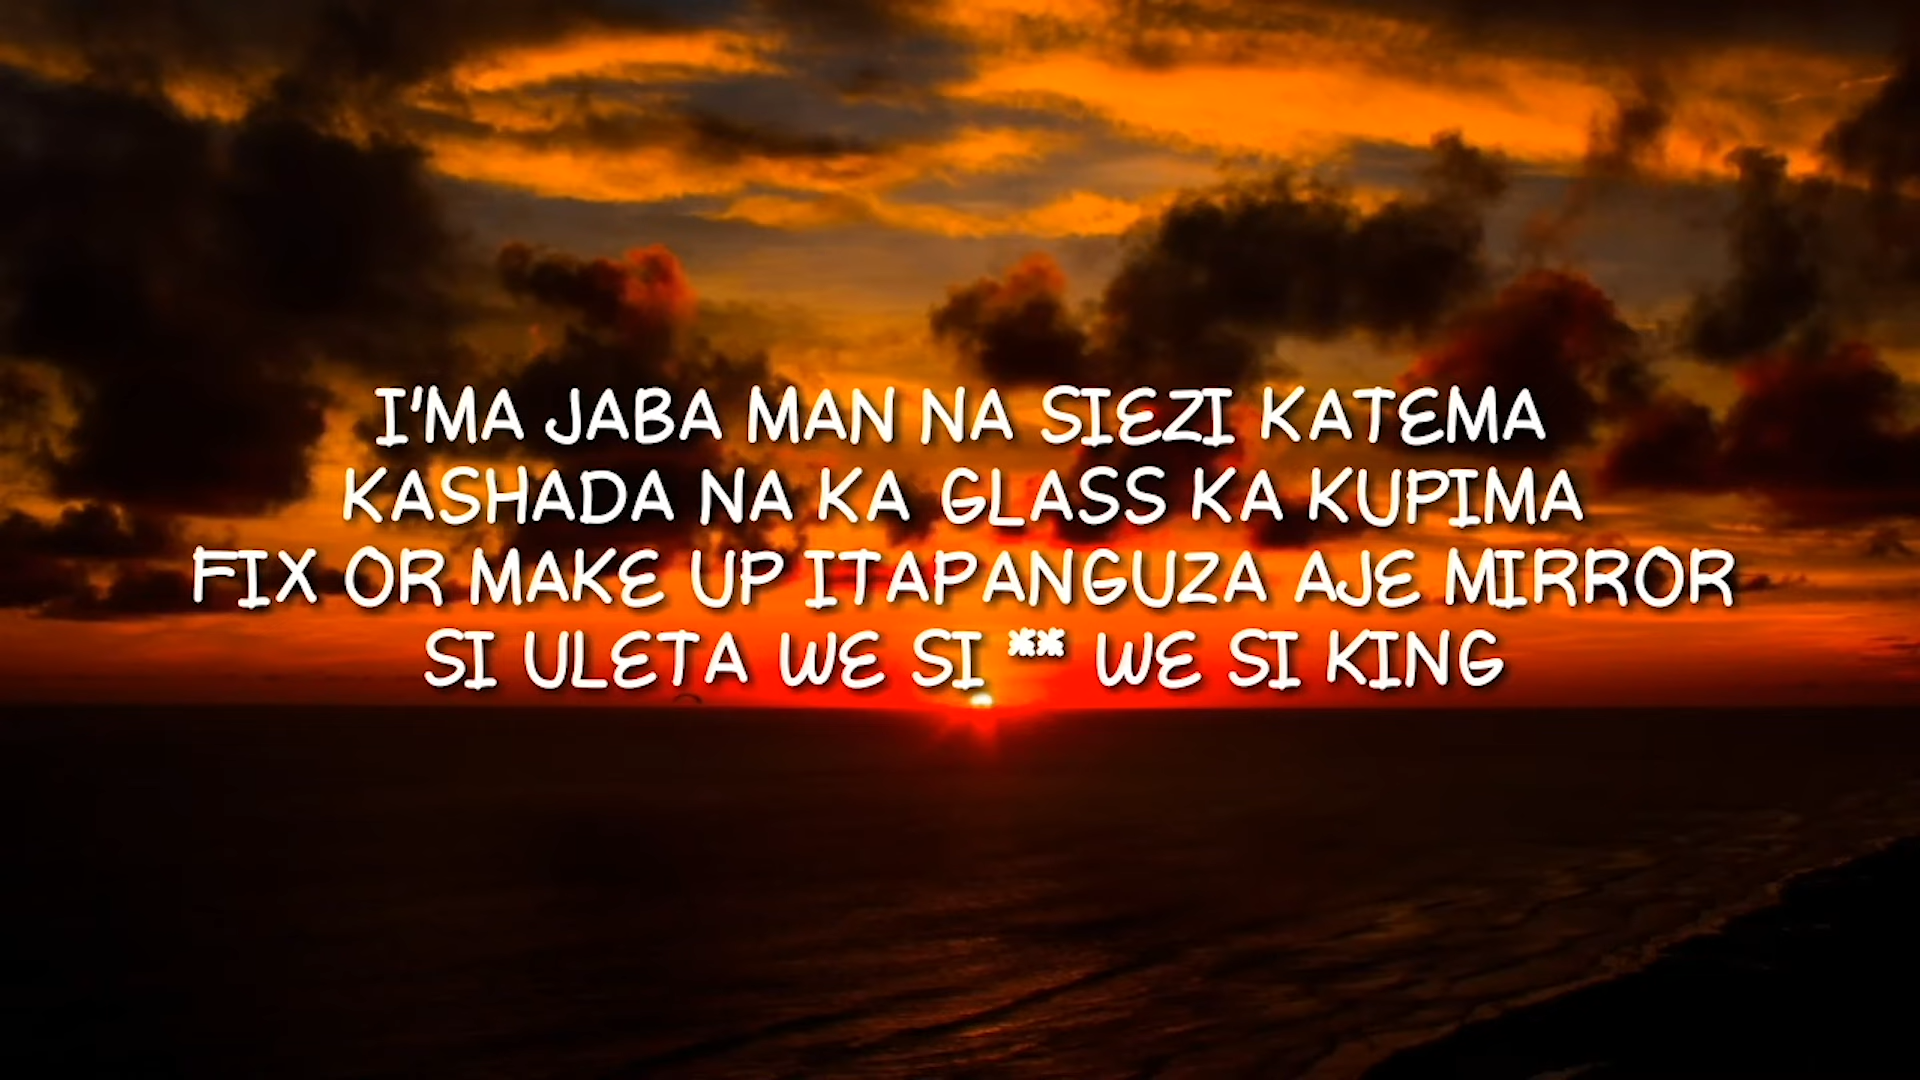 I'MA JABA MAN NA SIEZI KATEMA
KASHADA NA KA GLASS KA KUPIMA
FIX OR MAKE UP ITAPANGUZA AJE MIRROR
SI ULETA WE SI ** WE SI KING